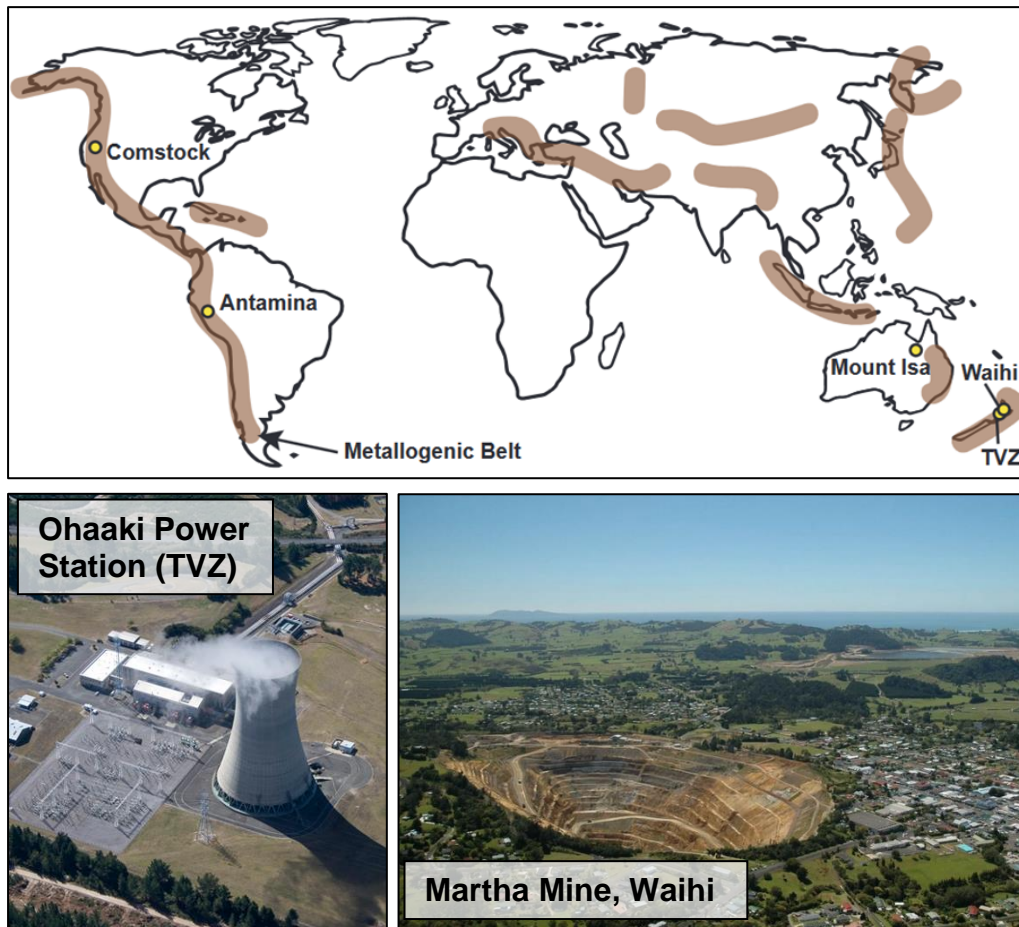 Comstock
Antamina
Metallogenic Belt
Mount Isa
Waihi
TVZ
Ohaaki Power
Station (TVZ)
Martha Mine, Waihi